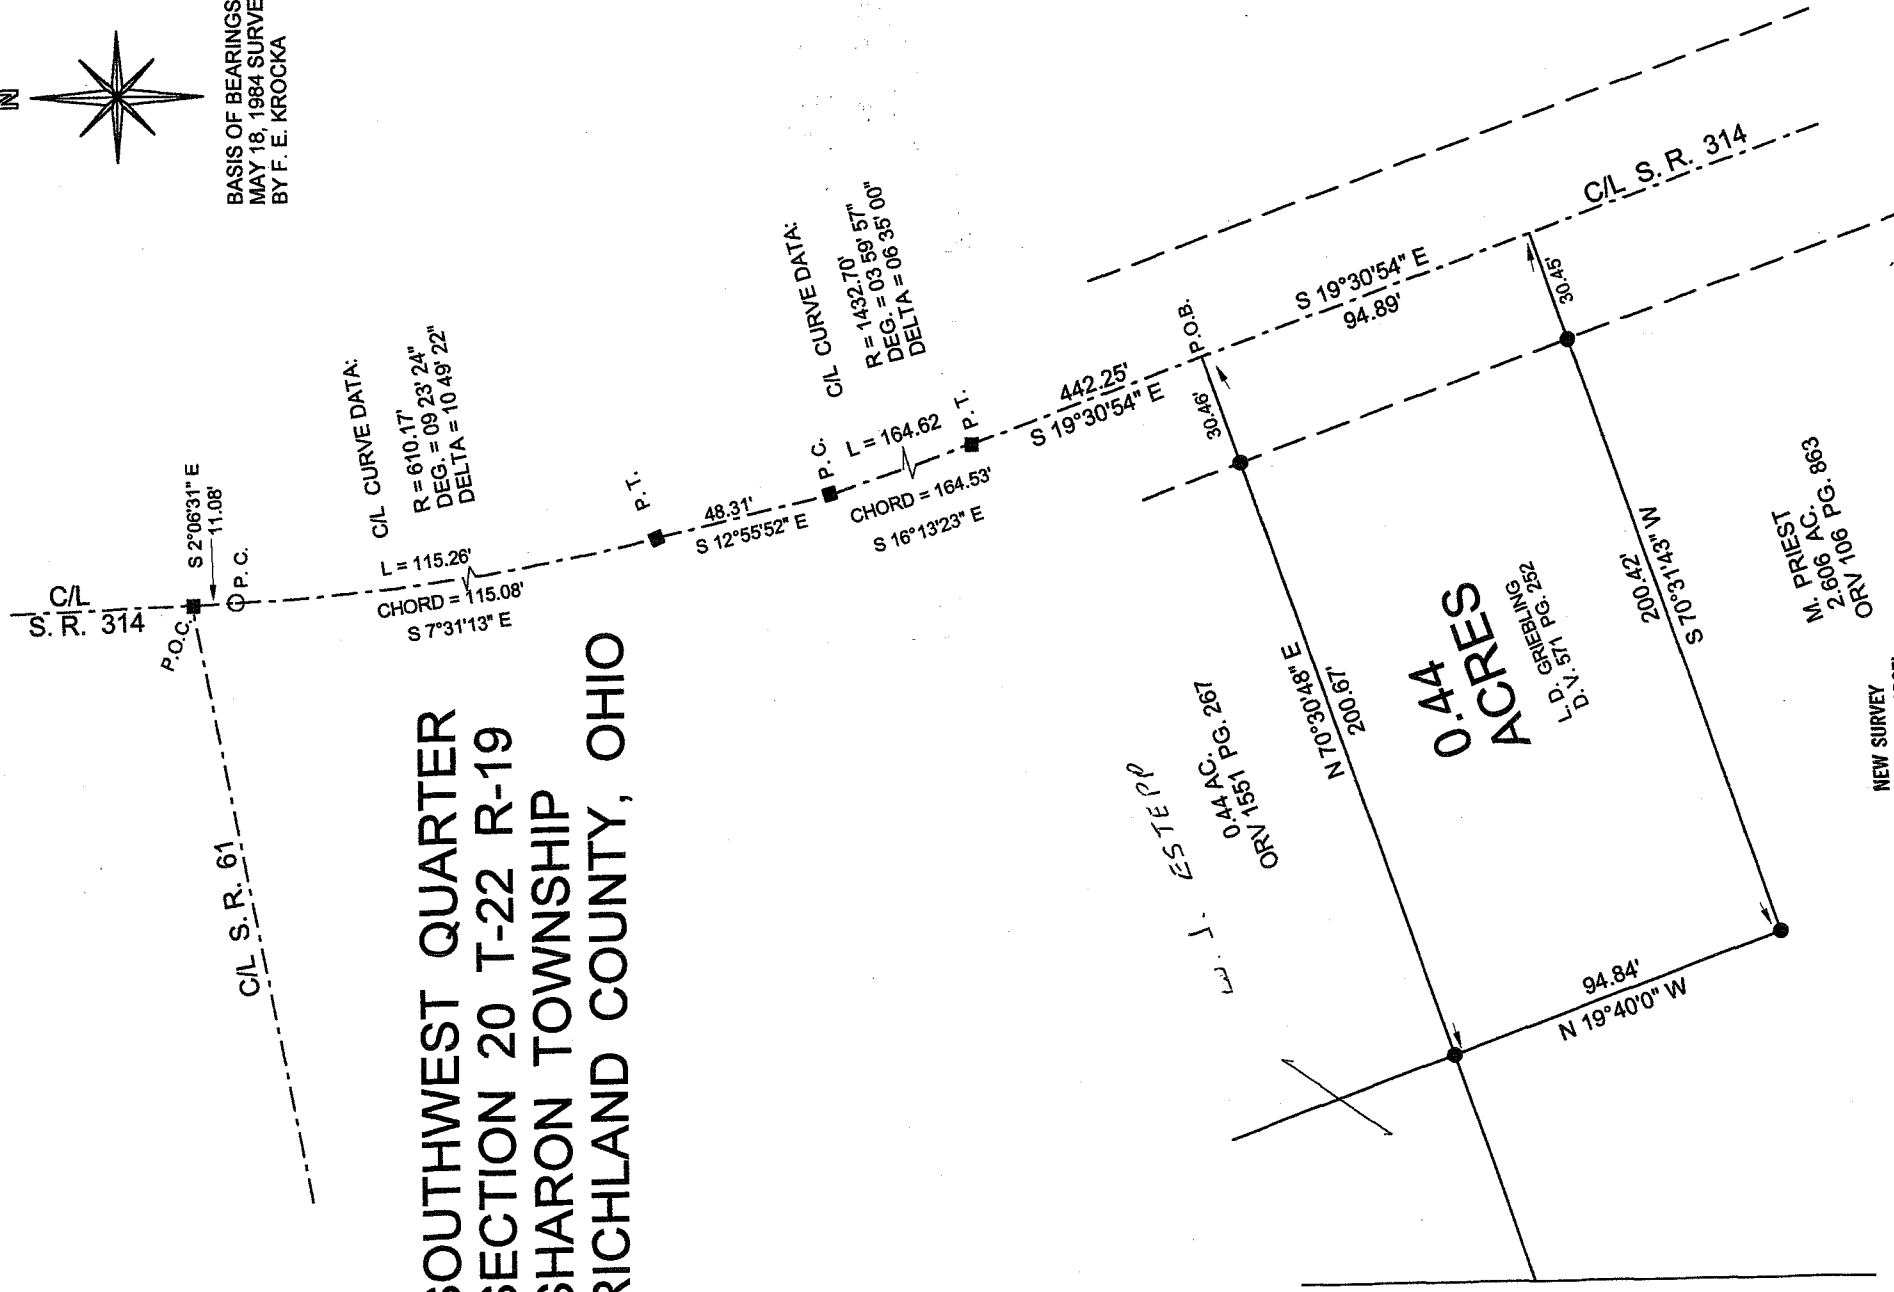 N
BASIS OF BEARINGS
MAY 18, 1984 SURVE
BY F. E. KROCKA
C/L
S. R. 314
S 2°06'31" E
11.08'
P.O.C.
P. C.
C/L S. R. 61
C/L CURVE DATA:
R = 610.17'
DEG. = 09 23' 24"
DELTA = 10 49' 22"
L = 115.26'
CHORD = 115.08'
S 7°31'13" E
P. T.
48.31'
S 12°55'52" E
P. C.
C/L CURVE DATA:
R = 1432.70'
DEG. = 03 59' 57"
DELTA = 06 35' 00"
L = 164.62
CHORD = 164.53'
S 16°13'23" E
P. T.
442.25'
S 19°30'54" E
P.O.B.
30.46'
S 19°30'54" E
94.89'
C/L S. R. 314
30.45'
SOUTHWEST QUARTER
SECTION 20 T-22 R-19
SHARON TOWNSHIP
RICHLAND COUNTY, OHIO
N 70°30'48" E
200.67'
0.44
ACRES
L. D. GRIEBLING
D. V. 571 PG. 252
200.42'
S 70°31'43" W
94.84'
N 19°40'0" W
ESTEPP
0.44 AC.
ORV 1551 PG. 267
M. PRIEST
2.606 AC.
ORV 106 PG. 863
NEW SURVEY